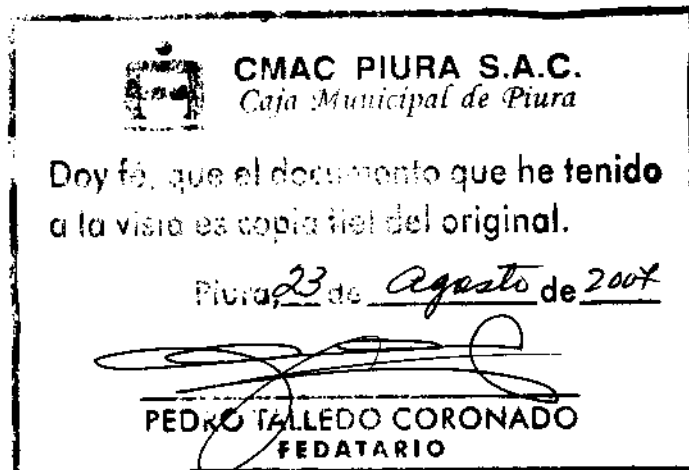 CMAC PIURA S.A.C.
Caja Municipal de Piura
Doy fé, que el documento que he tenido
a la vista es copia fiel del original.
Piura, 23 de Agosto de 2007
PEDRO TALLEDO CORONADO
FEDATARIO